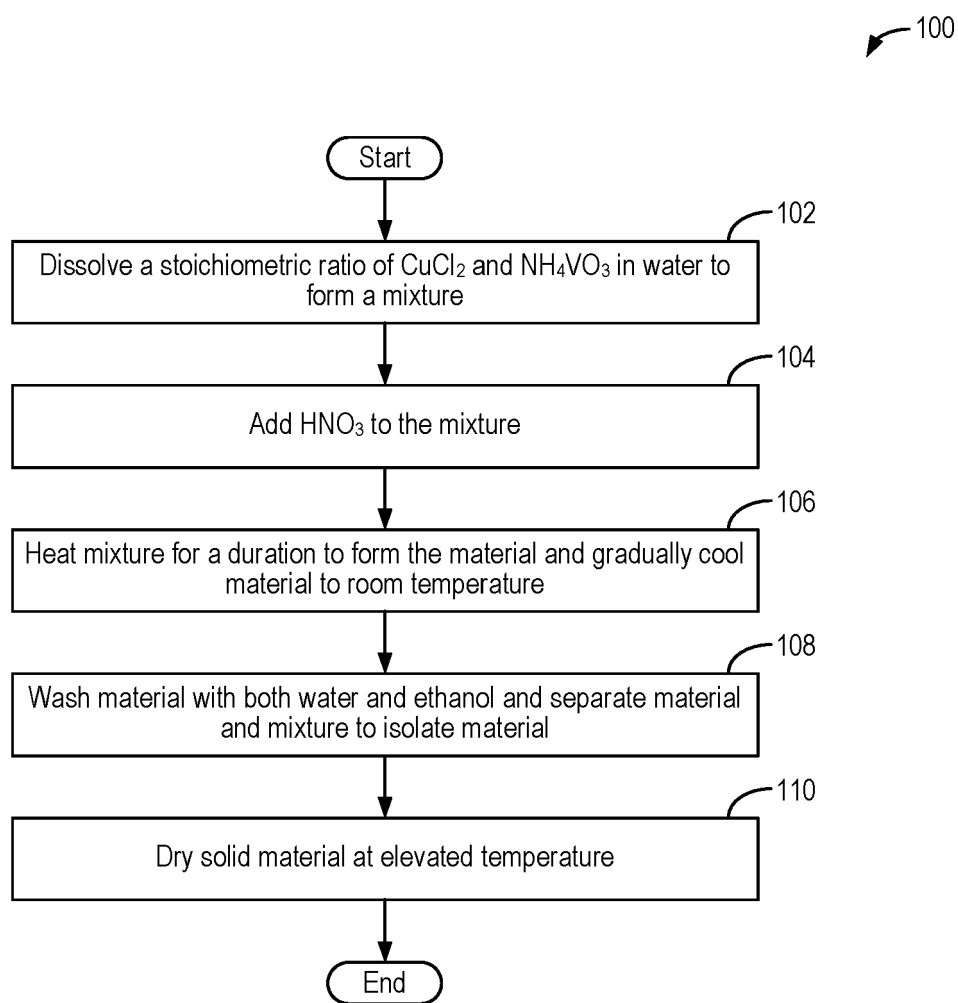 100
Start
102
Dissolve a stoichiometric ratio of CuCl₂ and NH₄VO₃ in water to
form a mixture
104
Add HNO₃ to the mixture
106
Heat mixture for a duration to form the material and gradually cool
material to room temperature
108
Wash material with both water and ethanol and separate material
and mixture to isolate material
110
Dry solid material at elevated temperature
End